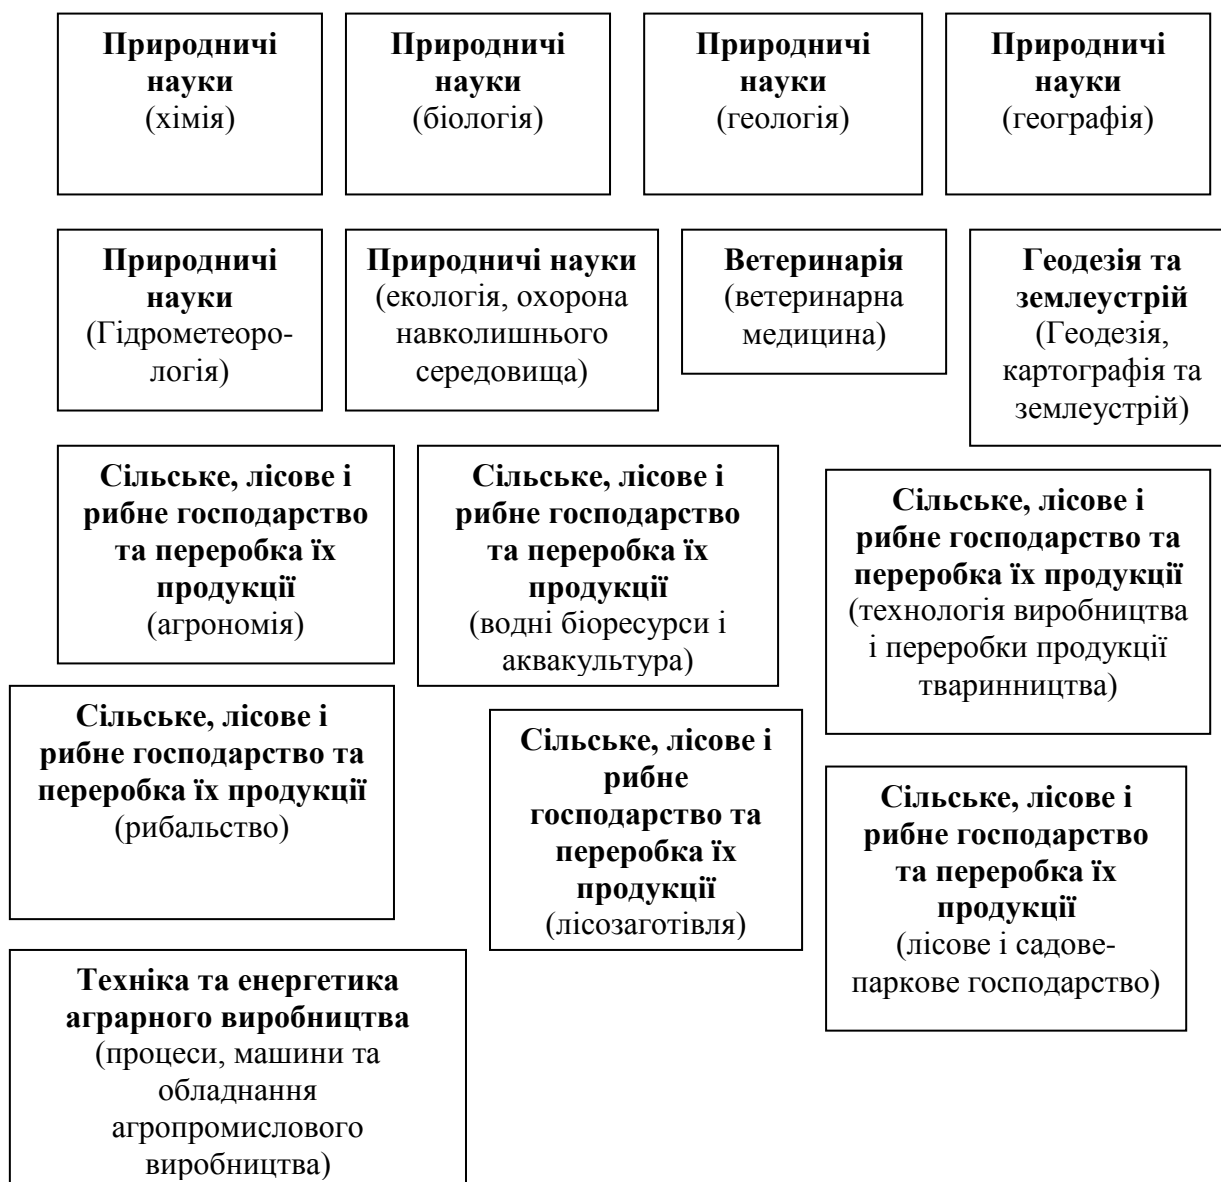 Природничі
науки
(хімія)
Природничі
науки
(біологія)
Природничі
науки
(геологія)
Природничі
науки
(географія)
Природничі
науки
(Гідрометеоро-
логія)
Природничі науки
(екологія, охорона
навколишнього
середовища)
Ветеринарія
(ветеринарна
медицина)
Геодезія та
землеустрій
(Геодезія,
картографія та
землеустрій)
Сільське, лісове і
рибне господарство
та переробка їх
продукції
(агрономія)
Сільське, лісове і
рибне господарство
та переробка їх
продукції
(водні біоресурси і
аквакультура)
Сільське, лісове і
рибне господарство та
переробка їх продукції
(технологія виробництва
і переробки продукції
тваринництва)
Сільське, лісове і
рибне господарство та
переробка їх продукції
(рибальство)
Сільське, лісове і
рибне
господарство та
переробка їх
продукції
(лісозаготівля)
Сільське, лісове і
рибне господарство
та переробка їх
продукції
(лісове і садове-
паркове господарство)
Техніка та енергетика
аграрного виробництва
(процеси, машини та
обладнання
агропромислового
виробництва)